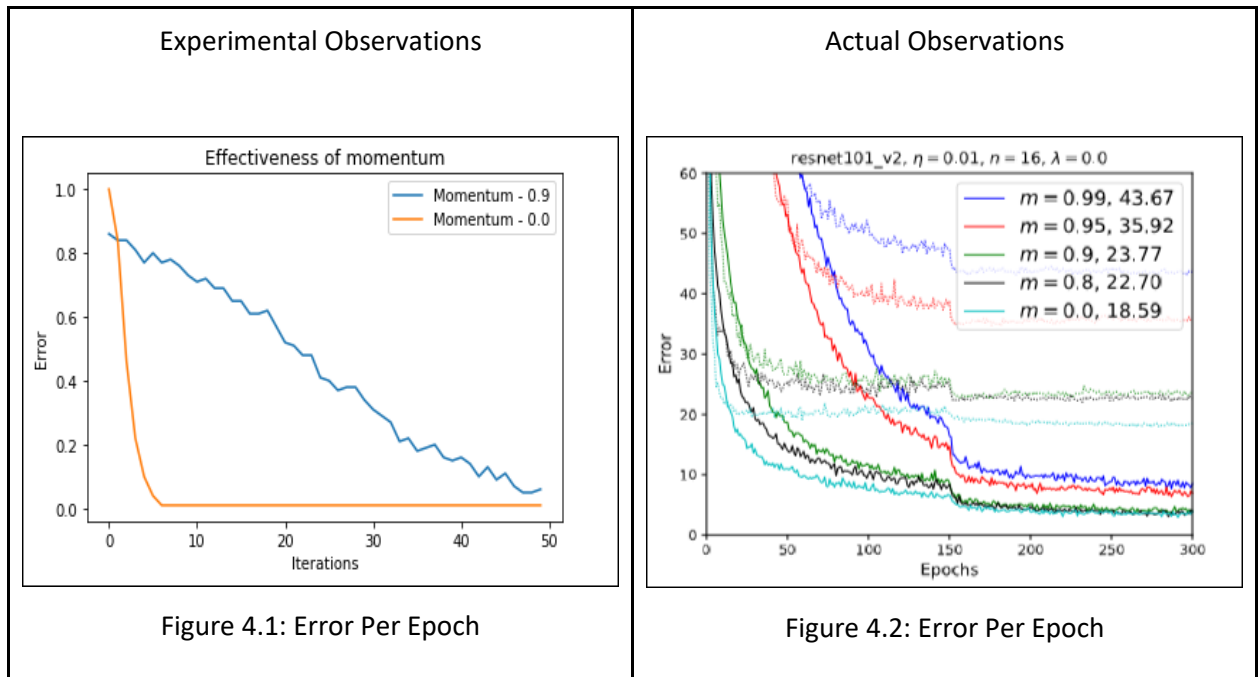 Experimental Observations
Effectiveness of momentum
Momentum - 0.9
Momentum - 0.0
1.0
0.8
0.6
0.4
0.2
0.0
Error
0 10 20 30 40 50
Iterations
Figure 4.1: Error Per Epoch
Actual Observations
resnet101_v2, η = 0.01, n = 16, λ = 0.0
m = 0.99, 43.67
m = 0.95, 35.92
m = 0.9, 23.77
m = 0.8, 22.70
m = 0.0, 18.59
60
50
40
30
20
10
0
Error
0 50 100 150 200 250 300
Epochs
Figure 4.2: Error Per Epoch